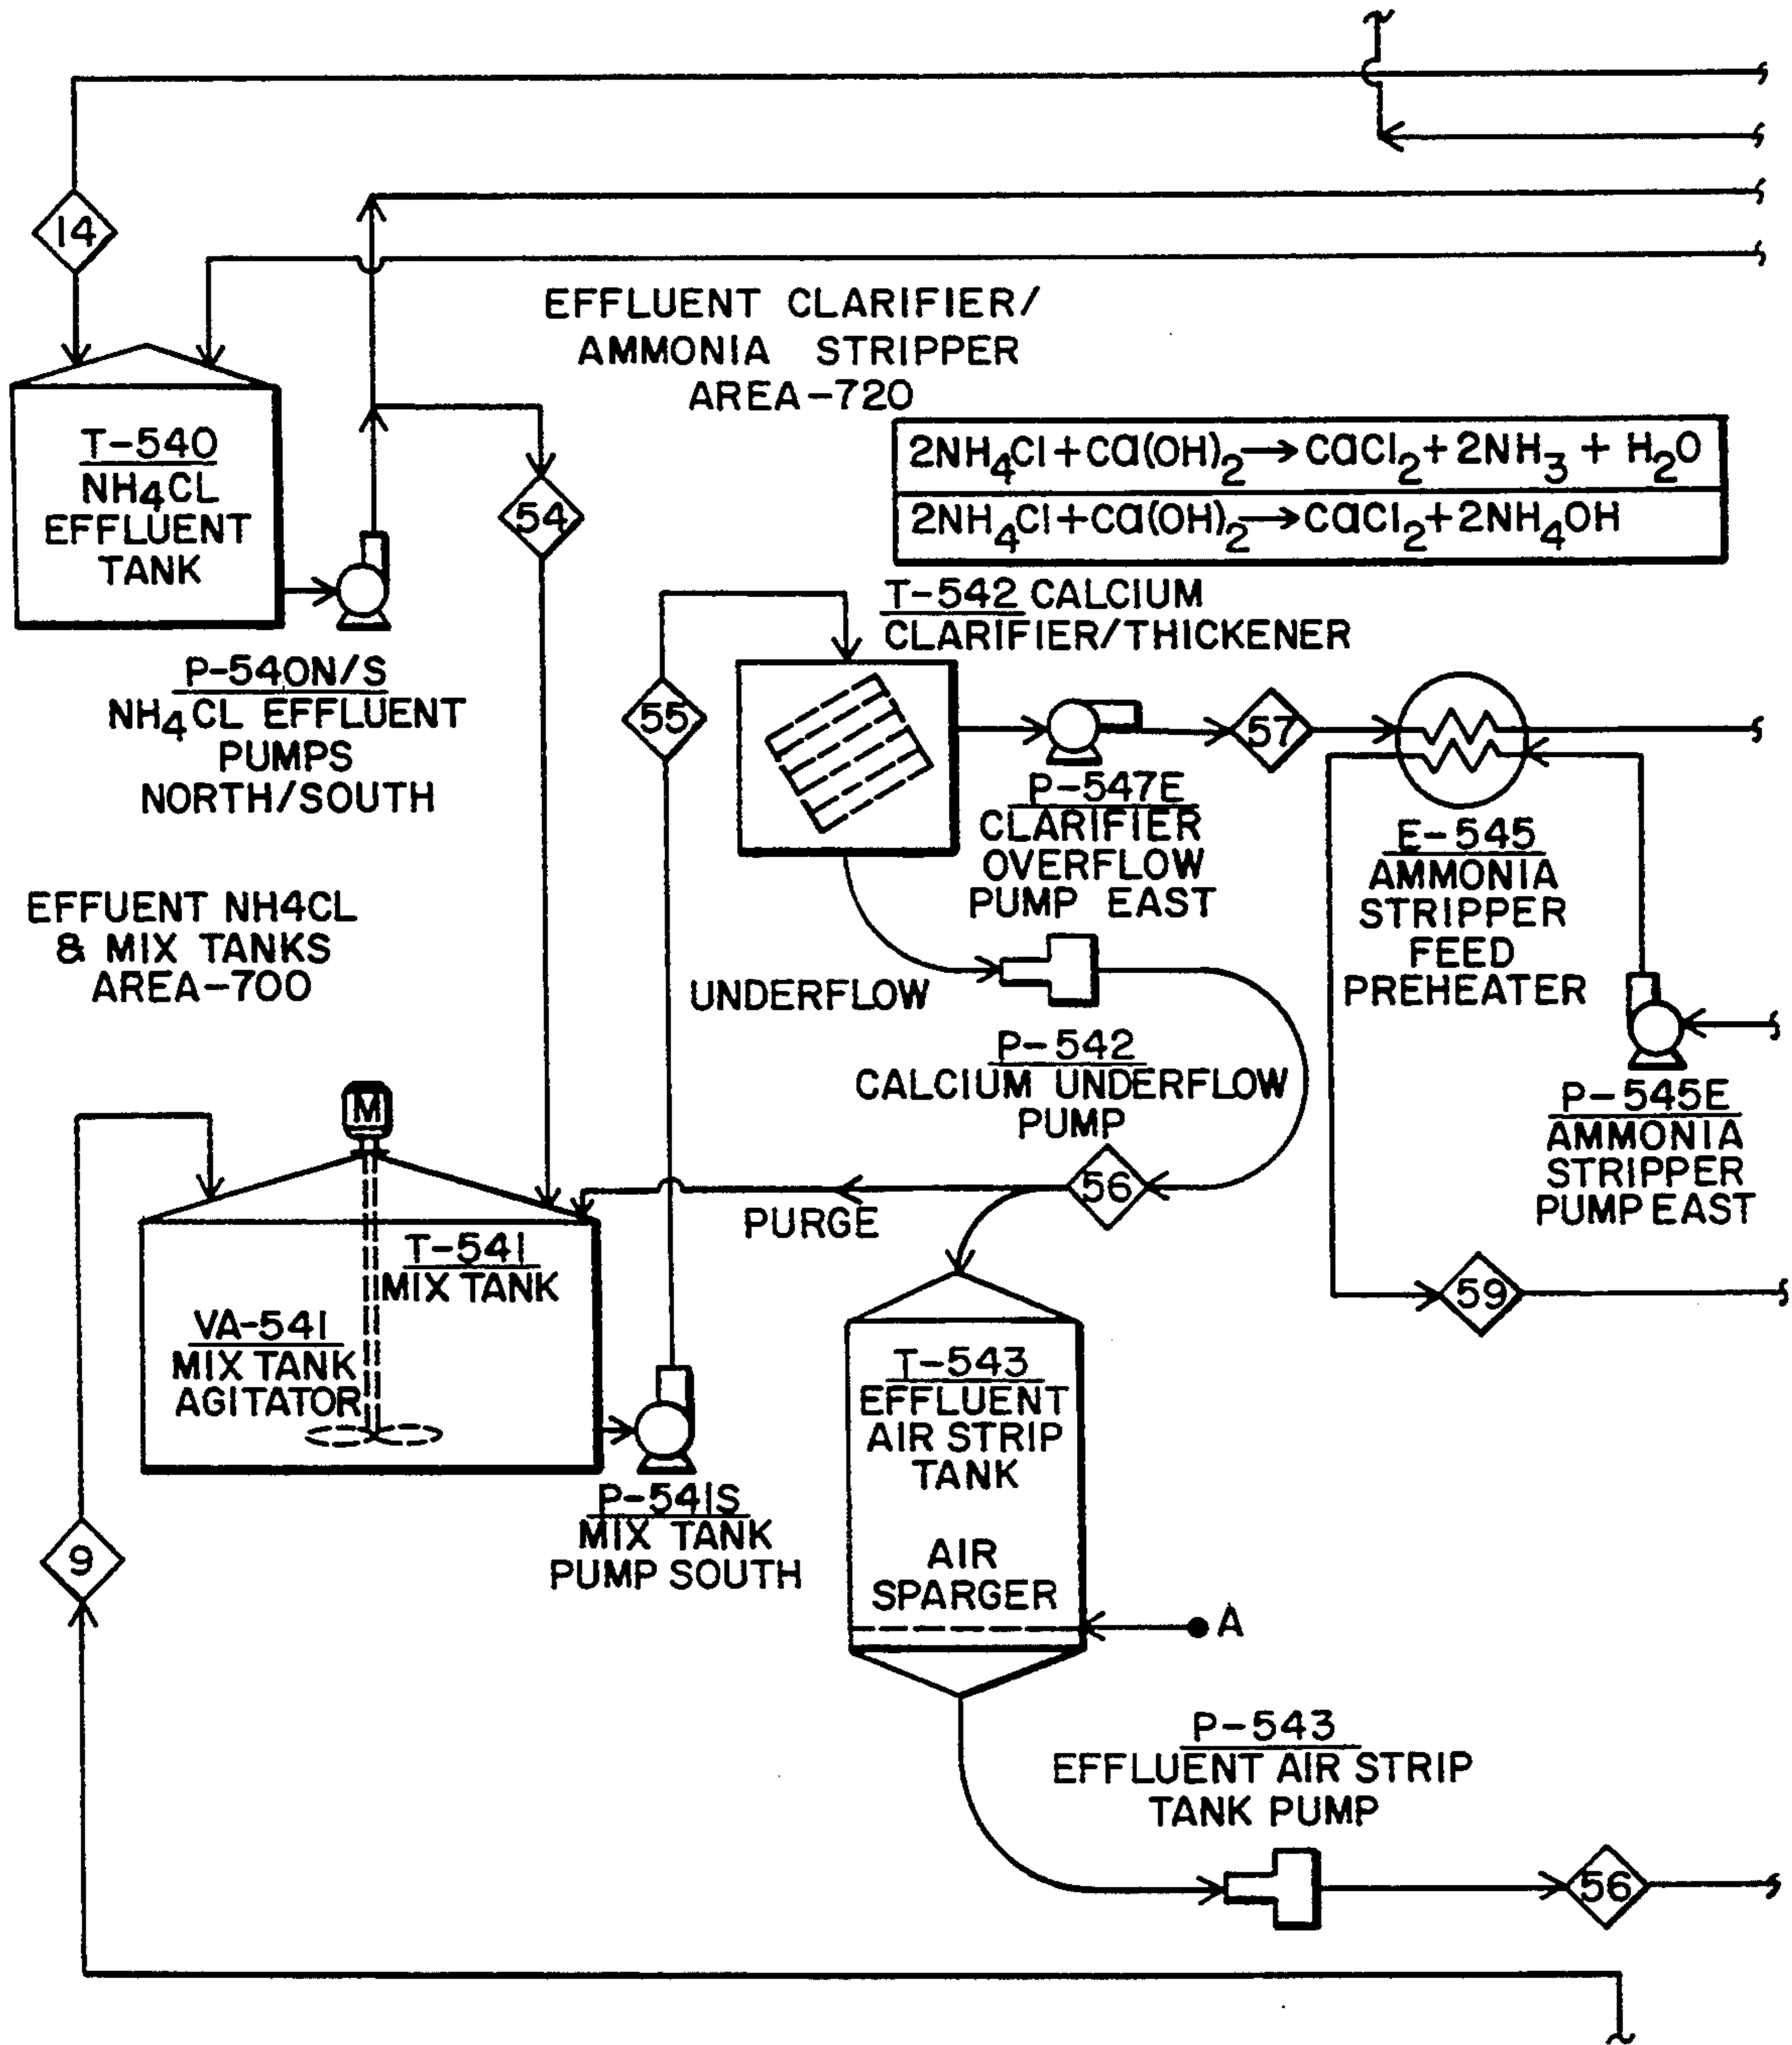 14
EFFLUENT CLARIFIER/
AMMONIA STRIPPER
AREA-720
T-540
NH4CL
EFFLUENT
TANK
54
2NH4Cl+Ca(OH)2→CaCl2+2NH3 + H2O
2NH4Cl+Ca(OH)2→CaCl2+2NH4OH
P-540N/S
NH4CL EFFLUENT
PUMPS
NORTH/SOUTH
55
T-542 CALCIUM
CLARIFIER/THICKENER
57
P-547E
CLARIFIER
OVERFLOW
PUMP EAST
E-545
AMMONIA
STRIPPER
FEED
PREHEATER
EFFUENT NH4CL
& MIX TANKS
AREA-700
UNDERFLOW
P-542
CALCIUM UNDERFLOW
PUMP
P-545E
AMMONIA
STRIPPER
PUMP EAST
M
56
PURGE
T-541
MIX TANK
VA-541
MIX TANK
AGITATOR
59
T-543
EFFLUENT
AIR STRIP
TANK
AIR
SPARGER
A
P-541S
MIX TANK
PUMP SOUTH
9
P-543
EFFLUENT AIR STRIP
TANK PUMP
56